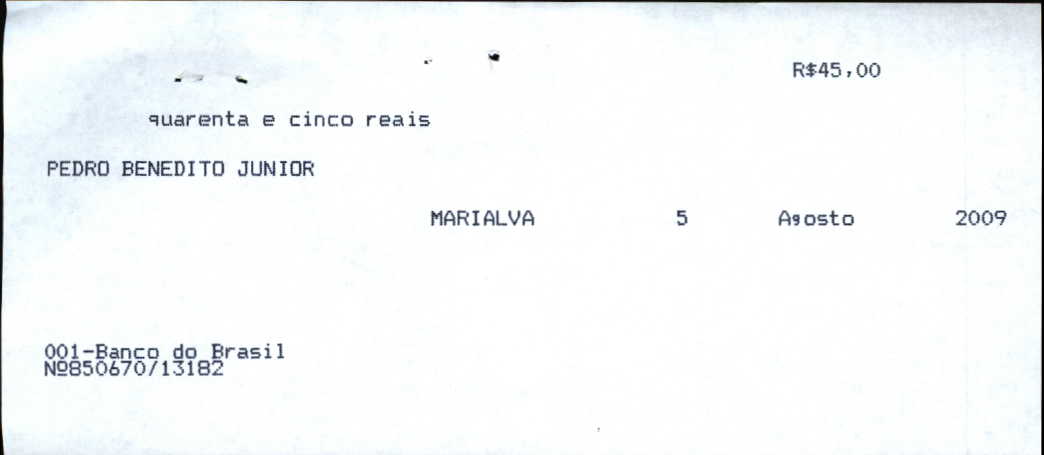 R$45,00
quarenta e cinco reais
PEDRO BENEDITO JUNIOR
MARIALVA 5 Agosto 2009
001-Banco do Brasil
Nº850670/13182